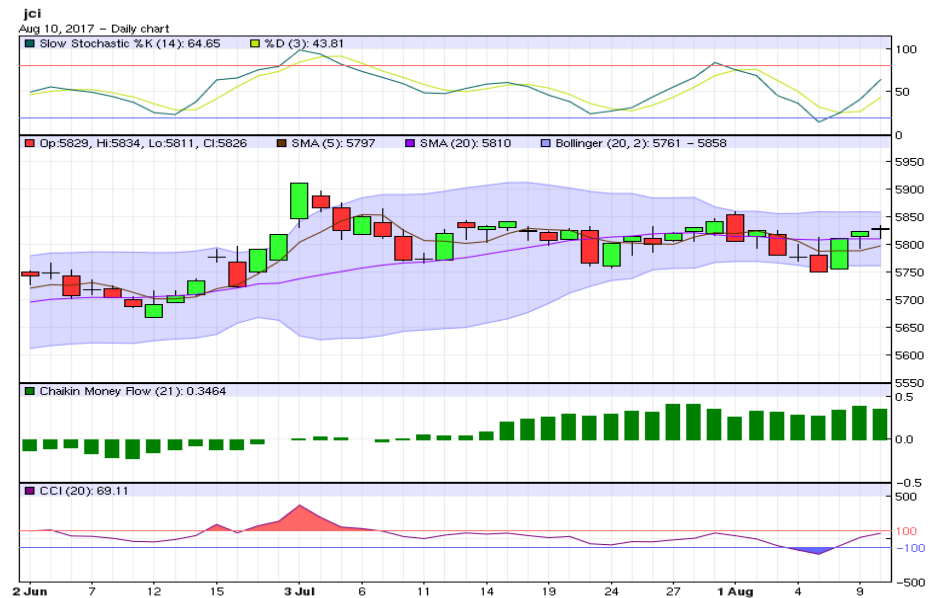 jci
Aug 10, 2017 - Daily chart
Slow Stochastic %K (14): 64.65 %D (3): 43.81
100
50
0
Op:5829, Hi:5834, Lo:5811, Cl:5826 SMA (5): 5797 SMA (20): 5810 Bollinger (20, 2): 5761 - 5858
5950
5900
5850
5800
5750
5700
5650
5600
5550
Chaikin Money Flow (21): 0.3464
0.5
0.0
-0.5
CCI (20): 69.11
500
100
-100
-500
2 Jun 7 12 15 20 3 Jul 6 11 14 19 24 27 1 Aug 4 9